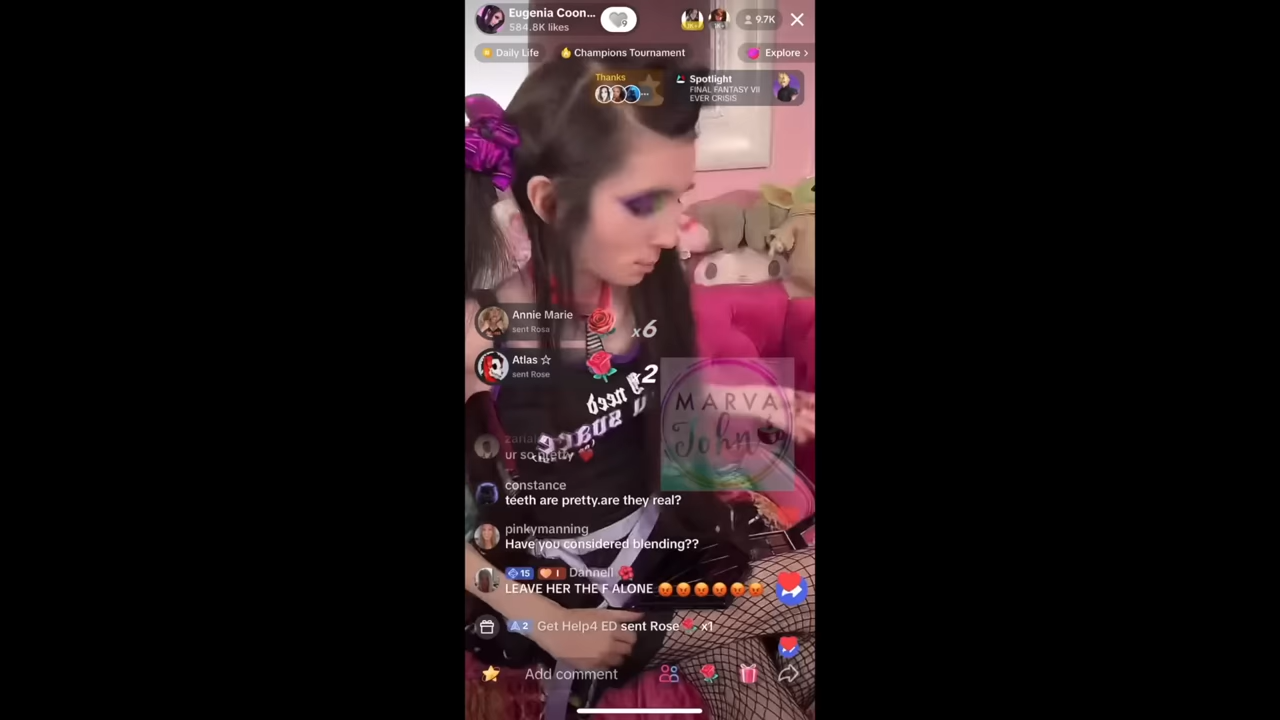 Eugenia Coon...
584.8K likes
9.7K
Daily Life
Champions Tournament
Explore >
Thanks
Spotlight
FINAL FANTASY VII
EVER CRISIS
Annie Marie
sent Rosa
x6
Atlas ☆
sent Rose
x2
need
MARVA
John
ur so pretty ❤️
constance
teeth are pretty.are they real?
pinkymanning
Have you considered blending??
15 1 Dannell 🌺
LEAVE HER THE F ALONE 😡😡😡😡😡😡
2 Get Help4 ED sent Rose🌹 x1
Add comment